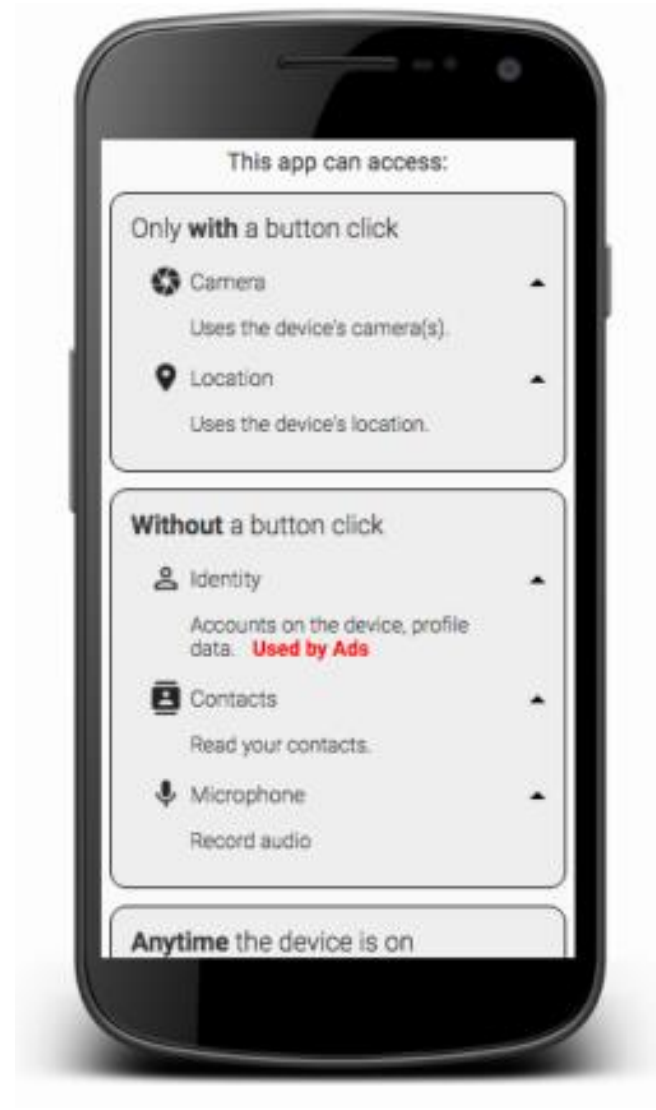 This app can access:
Only with a button click
Camera
Uses the device's camera(s).
Location
Uses the device's location.
Without a button click
Identity
Accounts on the device, profile
data. Used by Ads
Contacts
Read your contacts.
Microphone
Record audio
Anytime the device is on